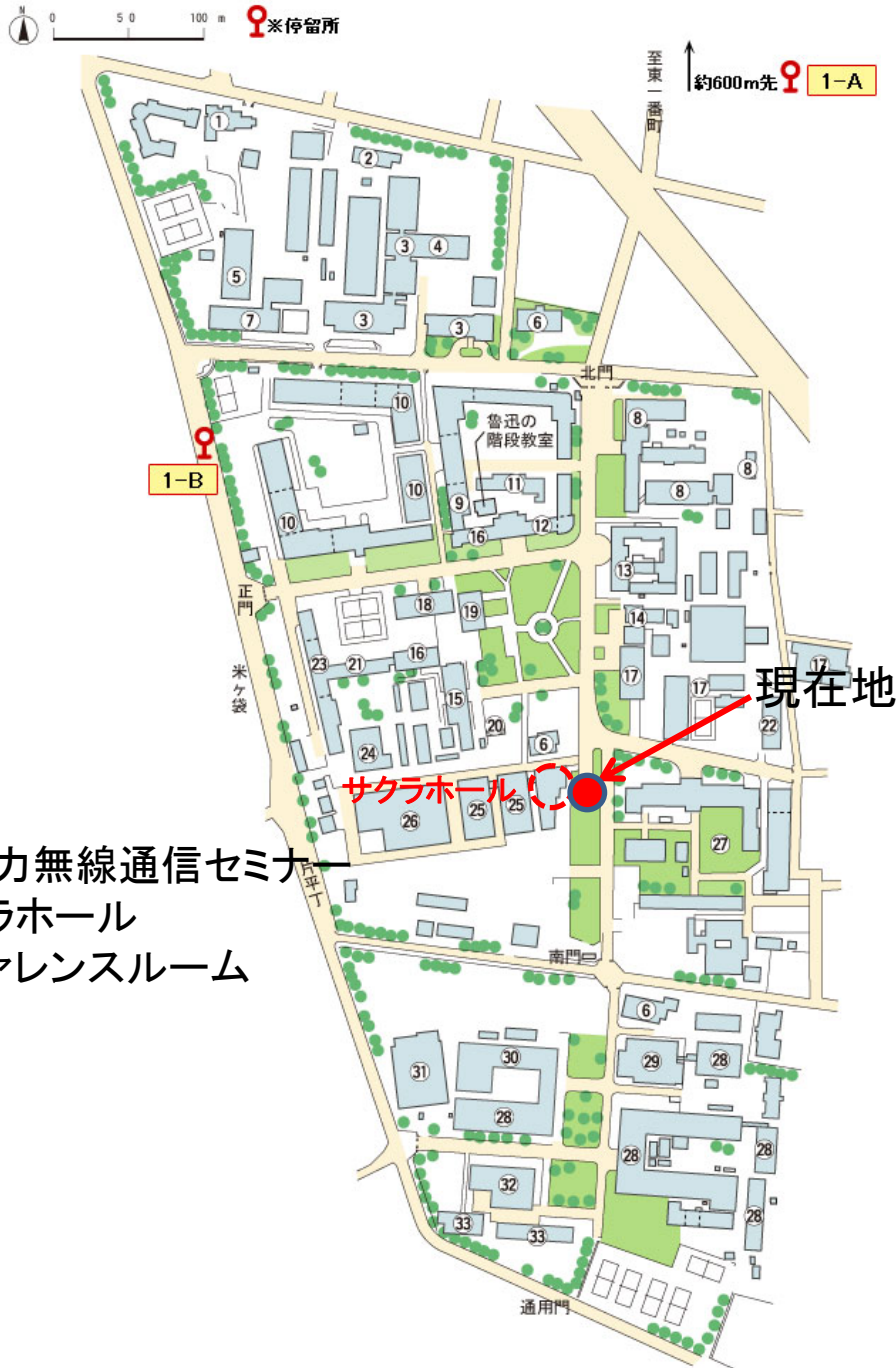 N
0 50 100 m
※停留所
至東一番町
約600m先
1-A
①
②
③ ④
⑤
⑦ ③ ③ ⑥
北門
⑩
魯迅の
階段教室
⑧
⑧
1-B
⑩ ⑨ ⑪ ⑧
⑩ ⑯ ⑫
⑬
正門
⑱ ⑲ ⑭
㉓ ㉑ ⑯ ⑰ ⑰
米ヶ袋
⑮ ⑰ ㉒
現在地
⑳
㉔ ⑥
サクラホール
㉖ ㉕ ㉕
㉗
力無線通信セミナー
片平丁
ラホール
ァレンスルーム
南門
⑥
㉛ ㉚ ㉙ ㉘
㉘
㉘ ㉘
㉜
㉝ ㉝ ㉘
通用門